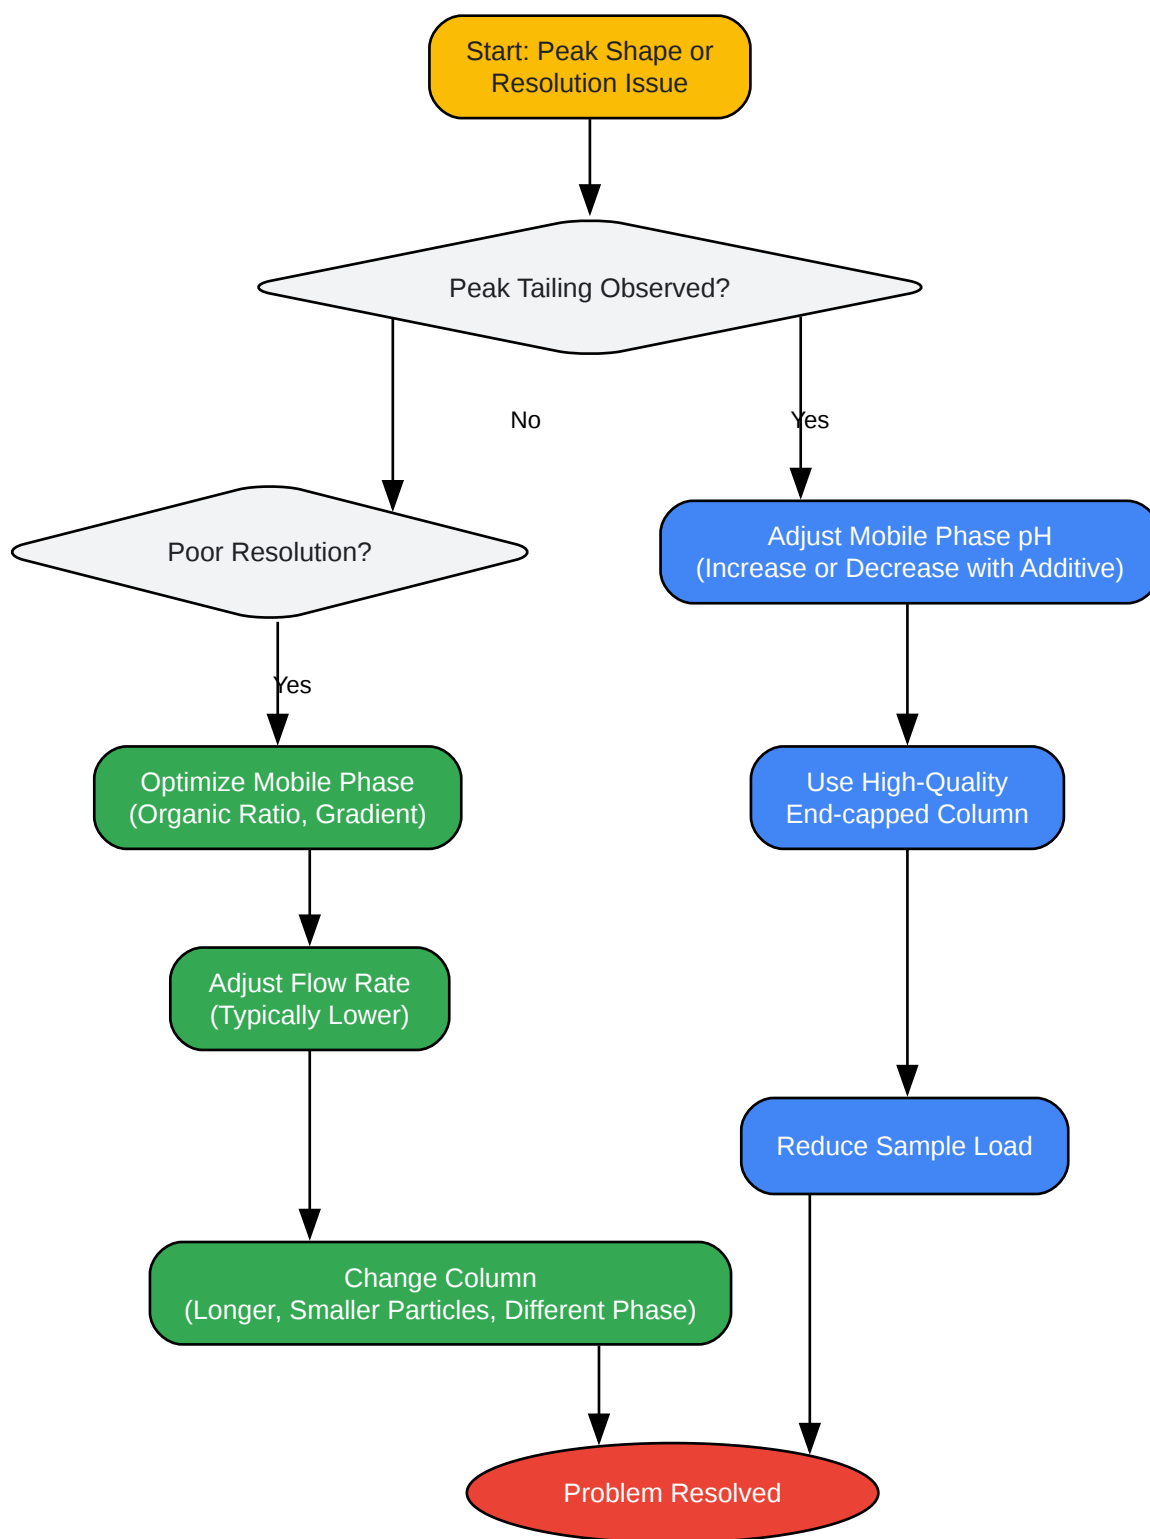 Start: Peak Shape or
Resolution Issue
Peak Tailing Observed?
No
Yes
Poor Resolution?
Adjust Mobile Phase pH
(Increase or Decrease with Additive)
Yes
Optimize Mobile Phase
(Organic Ratio, Gradient)
Use High-Quality
End-capped Column
Adjust Flow Rate
(Typically Lower)
Reduce Sample Load
Change Column
(Longer, Smaller Particles, Different Phase)
Problem Resolved